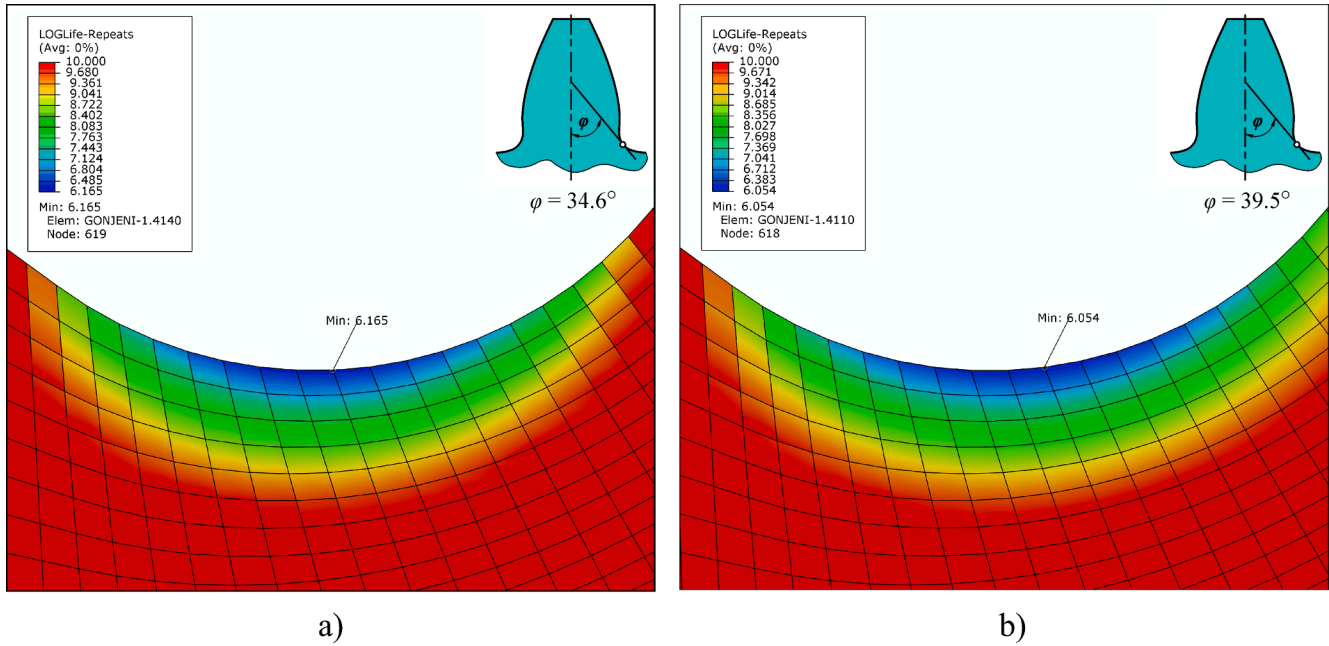 LOGLife-Repeats
(Avg: 0%)
10.000
9.680
9.361
9.041
8.722
8.402
8.083
7.763
7.443
7.124
6.804
6.485
6.165
Min: 6.165
Elem: GONJENI-1.4140
Node: 619
φ
φ = 34.6°
Min: 6.165
a)
LOGLife-Repeats
(Avg: 0%)
10.000
9.671
9.342
9.014
8.685
8.356
8.027
7.698
7.369
7.041
6.712
6.383
6.054
Min: 6.054
Elem: GONJENI-1.4110
Node: 618
φ
φ = 39.5°
Min: 6.054
b)